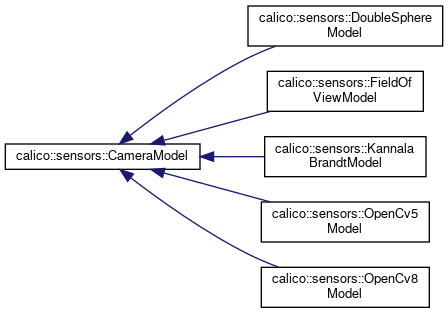 calico::sensors::DoubleSphere
Model
calico::sensors::FieldOf
ViewModel
calico::sensors::Kannala
BrandtModel
calico::sensors::CameraModel
calico::sensors::OpenCv5
Model
calico::sensors::OpenCv8
Model